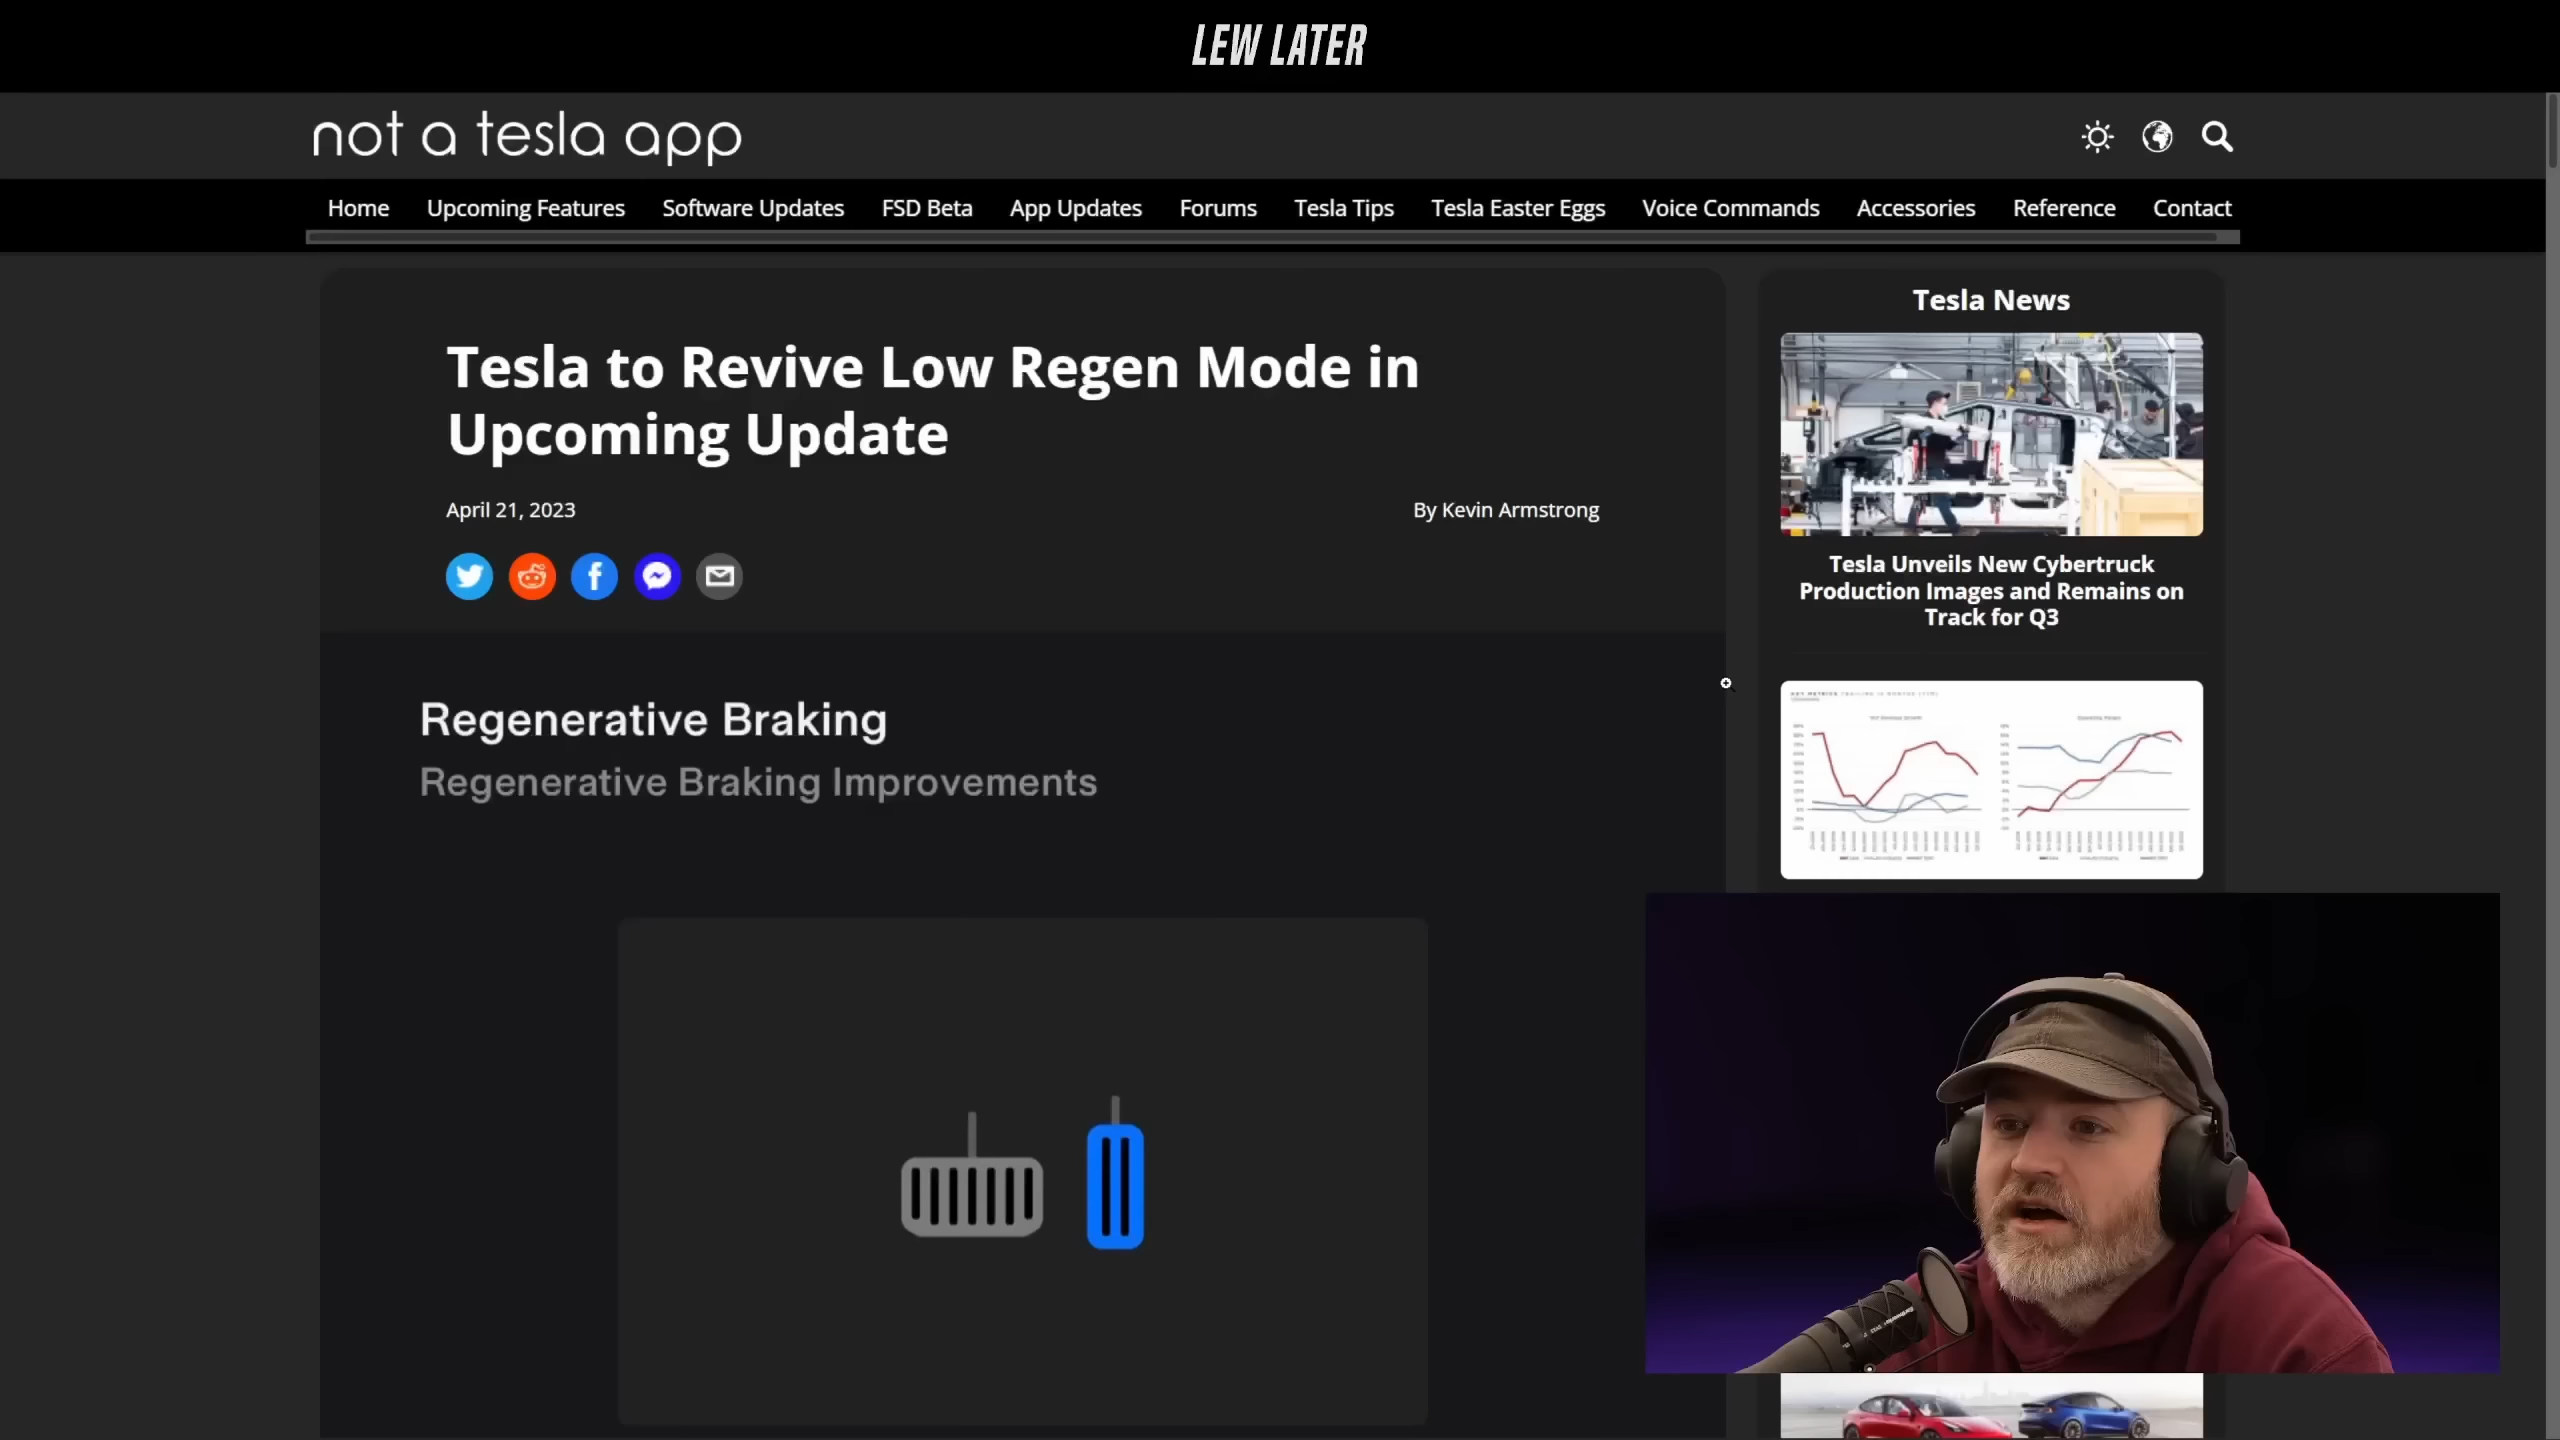 LEW LATER
not a tesla app
Home Upcoming Features Software Updates FSD Beta App Updates Forums Tesla Tips Tesla Easter Eggs Voice Commands Accessories Reference Contact
Tesla to Revive Low Regen Mode in
Upcoming Update
April 21, 2023
By Kevin Armstrong
Regenerative Braking
Regenerative Braking Improvements
Tesla News
Tesla Unveils New Cybertruck
Production Images and Remains on
Track for Q3